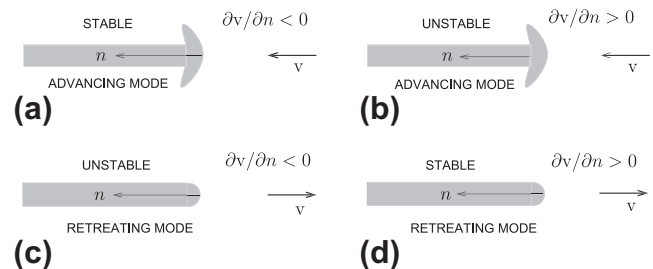 STABLE
∂v/∂n < 0
n
v
ADVANCING MODE
(a)
UNSTABLE
∂v/∂n > 0
n
v
ADVANCING MODE
(b)
UNSTABLE
∂v/∂n < 0
n
v
RETREATING MODE
(c)
STABLE
∂v/∂n > 0
n
v
RETREATING MODE
(d)